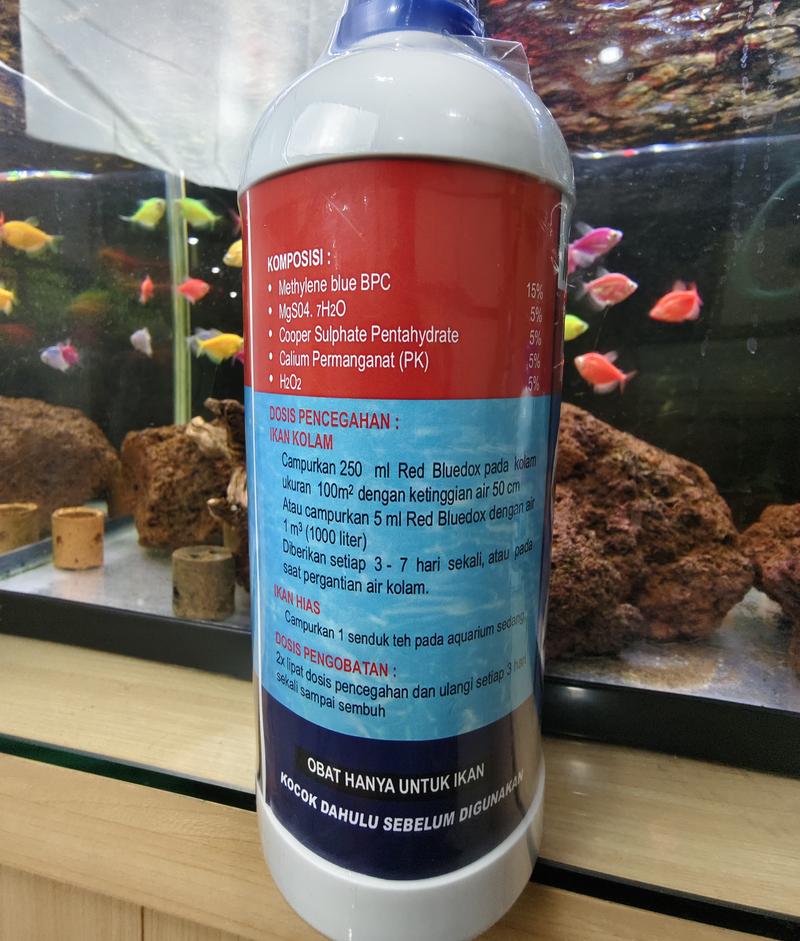 KOMPOSISI :
• Methylene blue BPC 15%
• MgS04. 7H2O 5%
• Cooper Sulphate Pentahydrate 5%
• Calium Permanganat (PK) 5%
• H2O2 5%
DOSIS PENCEGAHAN :
IKAN KOLAM
Campurkan 250 ml Red Bluedox pada kolam
ukuran 100m² dengan ketinggian air 50 cm
Atau campurkan 5 ml Red Bluedox dengan air
1 m³ (1000 liter)
Diberikan setiap 3 - 7 hari sekali, atau pada
saat pergantian air kolam.
IKAN HIAS
Campurkan 1 senduk teh pada aquarium sedang.
DOSIS PENGOBATAN :
2x lipat dosis pencegahan dan ulangi setiap 3 hari
sekali sampai sembuh
OBAT HANYA UNTUK IKAN
KOCOK DAHULU SEBELUM DIGUNAKAN